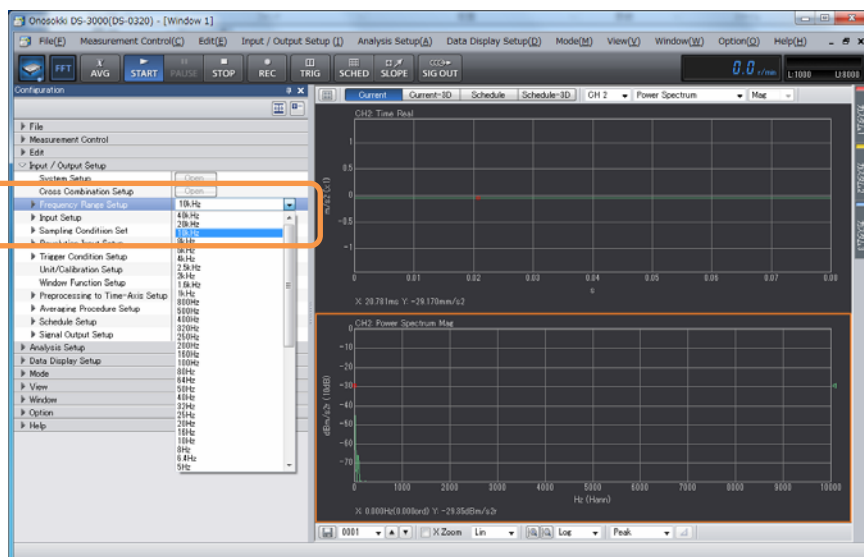 Onosokki DS-3000(DS-0320) - [Window 1]
File(F) Measurement Control(C) Edit(E) Input / Output Setup (I) Analysis Setup(A) Data Display Setup(D) Mode(M) View(V) Window(W) Option(O) Help(H)
FFT AVG START PAUSE STOP REC TRIG SCHED SLOPE SIG OUT 0.0 r/min L:1000 U:8000
Configuration
Current Current-3D Schedule Schedule-3D CH 2 Power Spectrum Mag
File
Measurement Control
Edit
Input / Output Setup
System Setup Open
Cross Combination Setup Open
Frequency Range Setup 10kHz
Input Setup
Sampling Condition Set
Trigger Condition Setup
Unit/Calibration Setup
Window Function Setup
Preprocessing to Time-Axis Setup
Averaging Procedure Setup
Schedule Setup
Signal Output Setup
Analysis Setup
Data Display Setup
Mode
View
Window
Option
Help
40kHz
20kHz
10kHz
8kHz
5kHz
4kHz
2.5kHz
2kHz
1.6kHz
1kHz
800Hz
500Hz
400Hz
320Hz
250Hz
200Hz
160Hz
100Hz
80Hz
64Hz
50Hz
40Hz
32Hz
25Hz
20Hz
16Hz
10Hz
8Hz
6.4Hz
5Hz
CH2: Time Real
m/s2 (x1)
1
0.5
0
-0.5
-1
0 0.01 0.02 0.03 0.04 0.05 0.06 0.07 0.08
s
X: 20.781ms Y: -29.170mm/s2
CH2: Power Spectrum Mag
dBm/s2r (10dB)
0
-10
-20
-30
-40
-50
-60
-70
0 1000 2000 3000 4000 5000 6000 7000 8000 9000 10000
Hz (Hann)
X: 0.000Hz(0.000ord) Y: -29.35dBm/s2r
0001 X Zoom Lin Log Peak